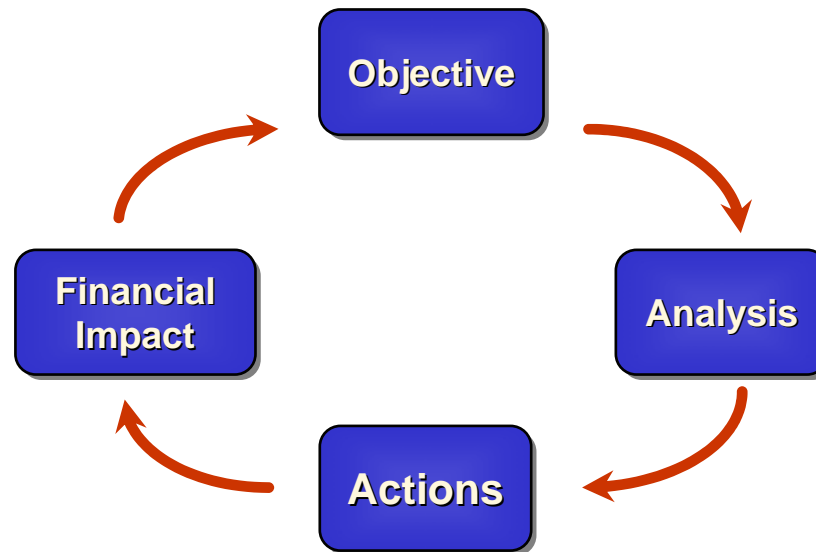 Objective
Analysis
Actions
Financial
Impact